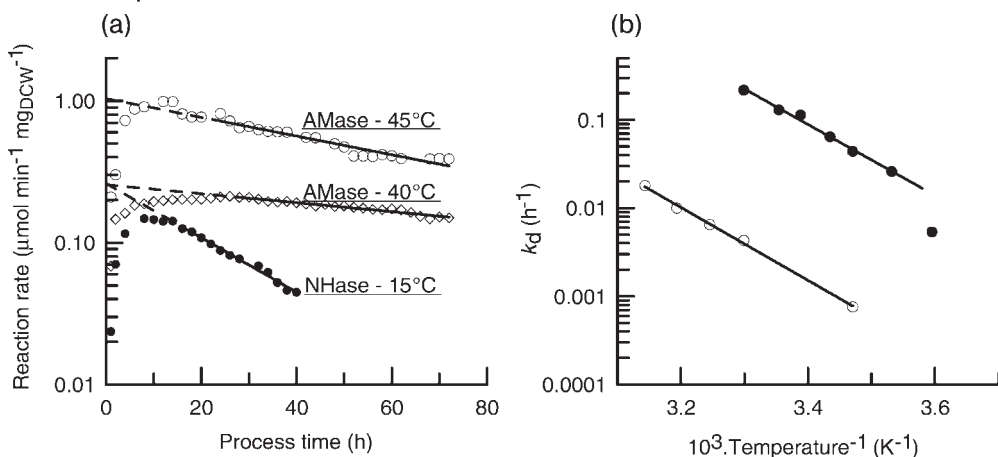 (a)
Reaction rate (µmol min⁻¹ mgDCW⁻¹)
1.00
0.10
0.01
AMase - 45°C
AMase - 40°C
NHase - 15°C
0
20
40
60
80
Process time (h)
(b)
kd (h⁻¹)
0.1
0.01
0.001
0.0001
3.2
3.4
3.6
10³.Temperature⁻¹ (K⁻¹)